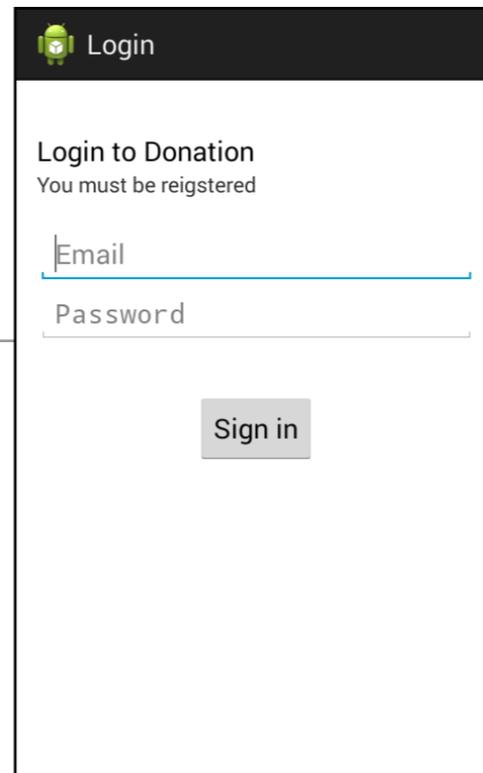 Login
Login to Donation
You must be reigstered
Email
Password
Sign in